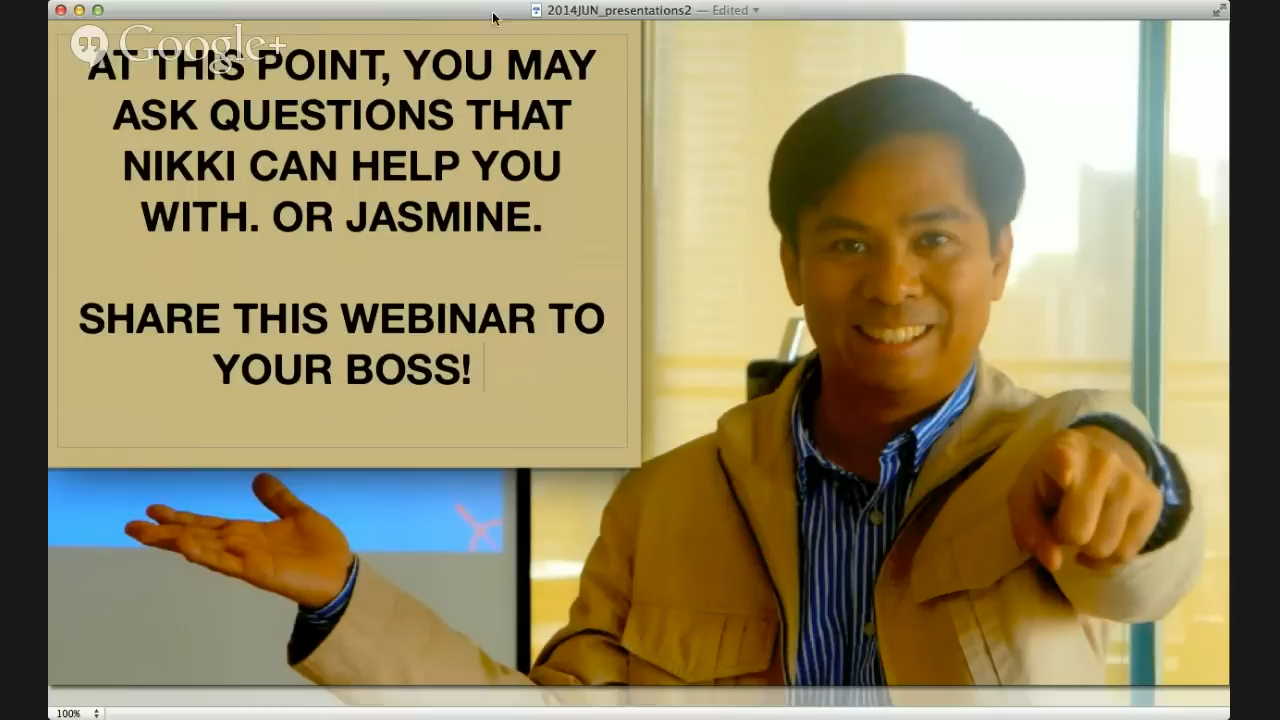 2014JUN_presentations2 — Edited
Google+
AT THIS POINT, YOU MAY
ASK QUESTIONS THAT
NIKKI CAN HELP YOU
WITH. OR JASMINE.
SHARE THIS WEBINAR TO
YOUR BOSS!
100%